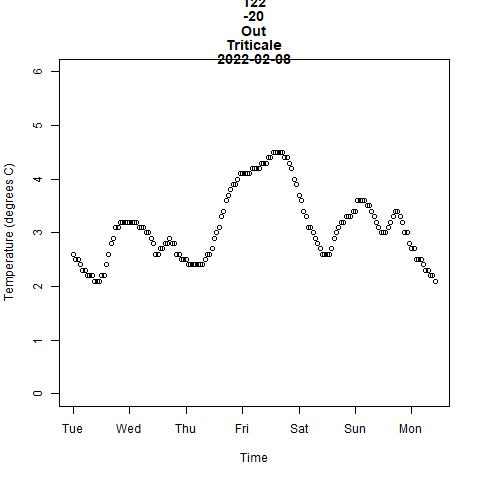 122
-20
Out
Triticale
2022-02-08
6
5
4
3
2
1
0
Temperature (degrees C)
Tue Wed Thu Fri Sat Sun Mon
Time